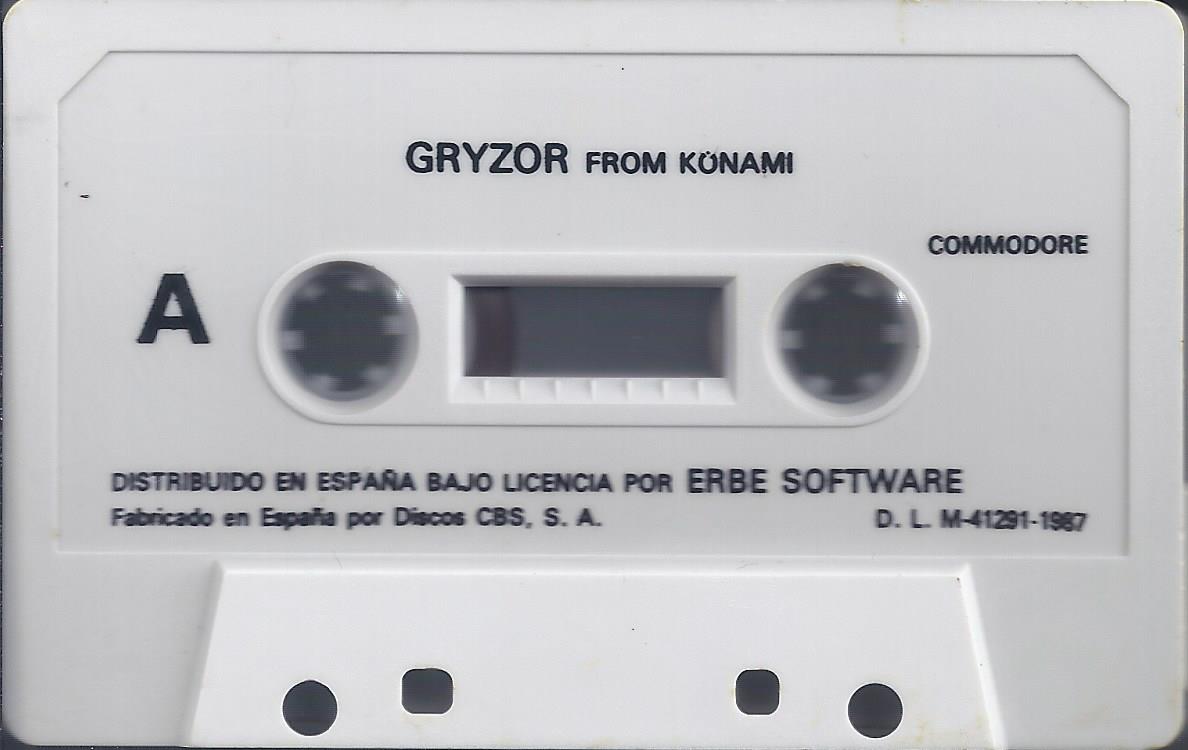 GRYZOR FROM KONAMI
COMMODORE
A
DISTRIBUIDO EN ESPAÑA BAJO LICENCIA POR ERBE SOFTWARE
Fabricado en España por Discos CBS, S. A.
D. L. M-41291-1987